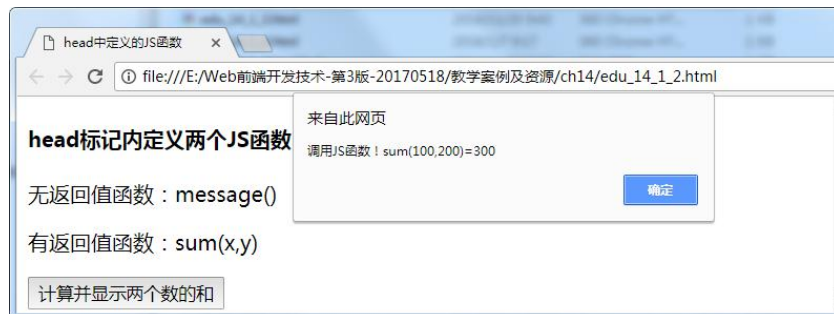 head中定义的JS函数
file:///E:/Web前端开发技术-第3版-20170518/教学案例及资源/ch14/edu_14_1_2.html
来自此网页
调用JS函数！sum(100,200)=300
确定
head标记内定义两个JS函数
无返回值函数：message()
有返回值函数：sum(x,y)
计算并显示两个数的和